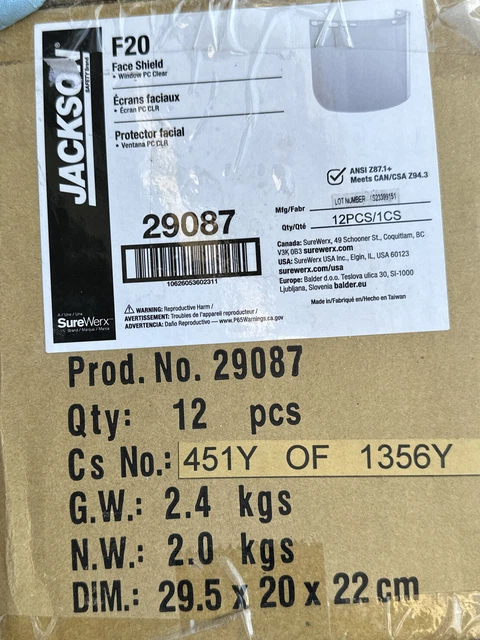 JACKSON®
SAFETY Brand
F20
Face Shield
• Window PC Clear
Écrans faciaux
• Écran PC CLR
Protector facial
• Ventana PC CLR
ANSI Z87.1+
Meets CAN/CSA Z94.3
29087
10626053602311
Mfg/Fabr
LOT NUMBER
Qty/Qté 12PCS/1CS
Canada: SureWerx, 49 Schooner St., Coquitlam, BC
V3K 0B3 surewerx.com
USA: SureWerx USA Inc., Elgin, IL, USA 60123
surewerx.com/usa
Europe: Balder d.o.o. Teslova ulica 30, SI-1000
Ljubljana, Slovenia balder.eu
Made in/Fabriqué en/Hecho en Taiwan
SureWerx
WARNING: Reproductive Harm /
AVERTISSEMENT: Troubles de l'appareil reproducteur /
ADVERTENCIA: Daño Reproductivo — www.P65Warnings.ca.gov
Prod. No. 29087
Qty: 12 pcs
Cs No.: 451Y OF 1356Y
G.W.: 2.4 kgs
N.W.: 2.0 kgs
DIM.: 29.5 x 20 x 22 cm